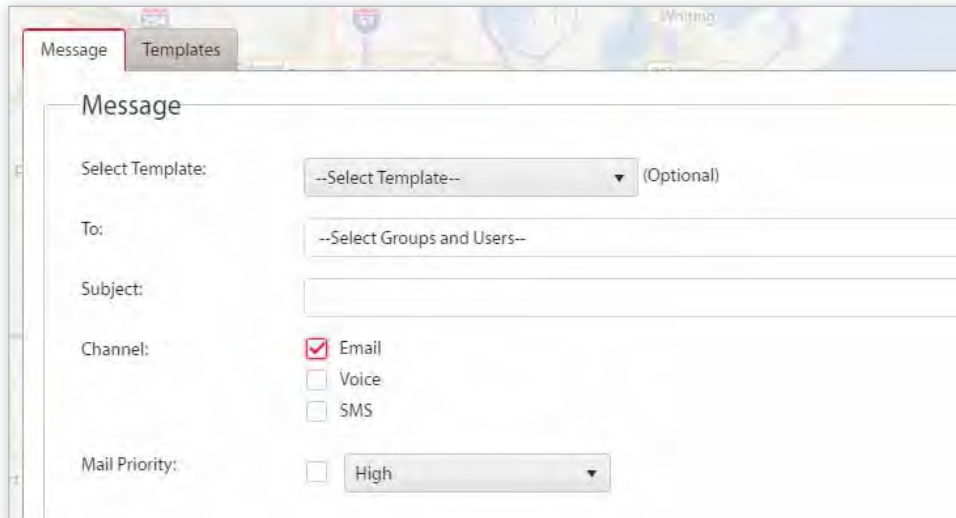 Whiting
Message
Templates
Message
Select Template:
--Select Template--
(Optional)
To:
--Select Groups and Users--
Subject:
Channel:
Email
Voice
SMS
Mail Priority:
High